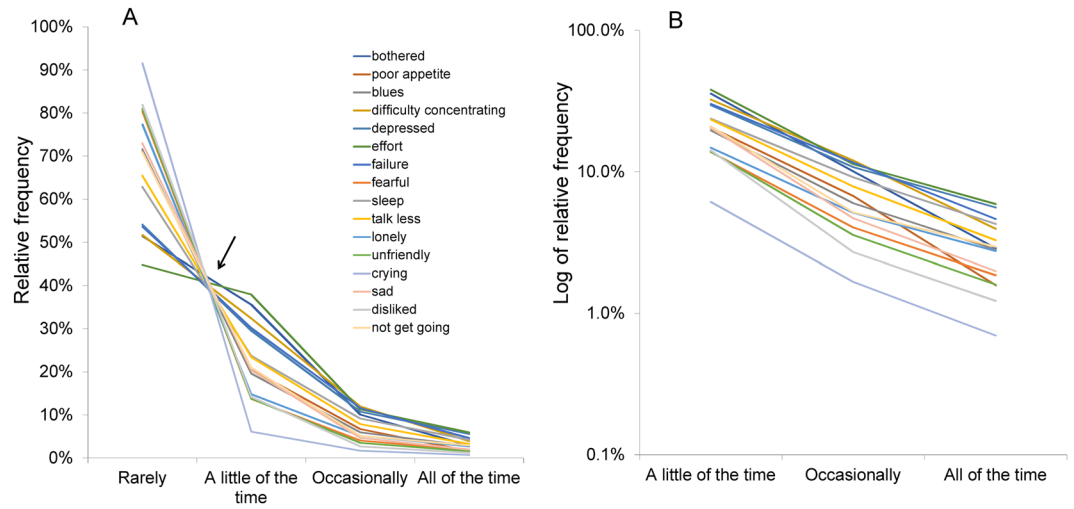 A
Relative frequency
100%
90%
80%
70%
60%
50%
40%
30%
20%
10%
0%
Rarely
A little of the
time
Occasionally
All of the time
bothered
poor appetite
blues
difficulty concentrating
depressed
effort
failure
fearful
sleep
talk less
lonely
unfriendly
crying
sad
disliked
not get going
B
Log of relative frequency
100.0%
10.0%
1.0%
0.1%
A little of the time
Occasionally
All of the time